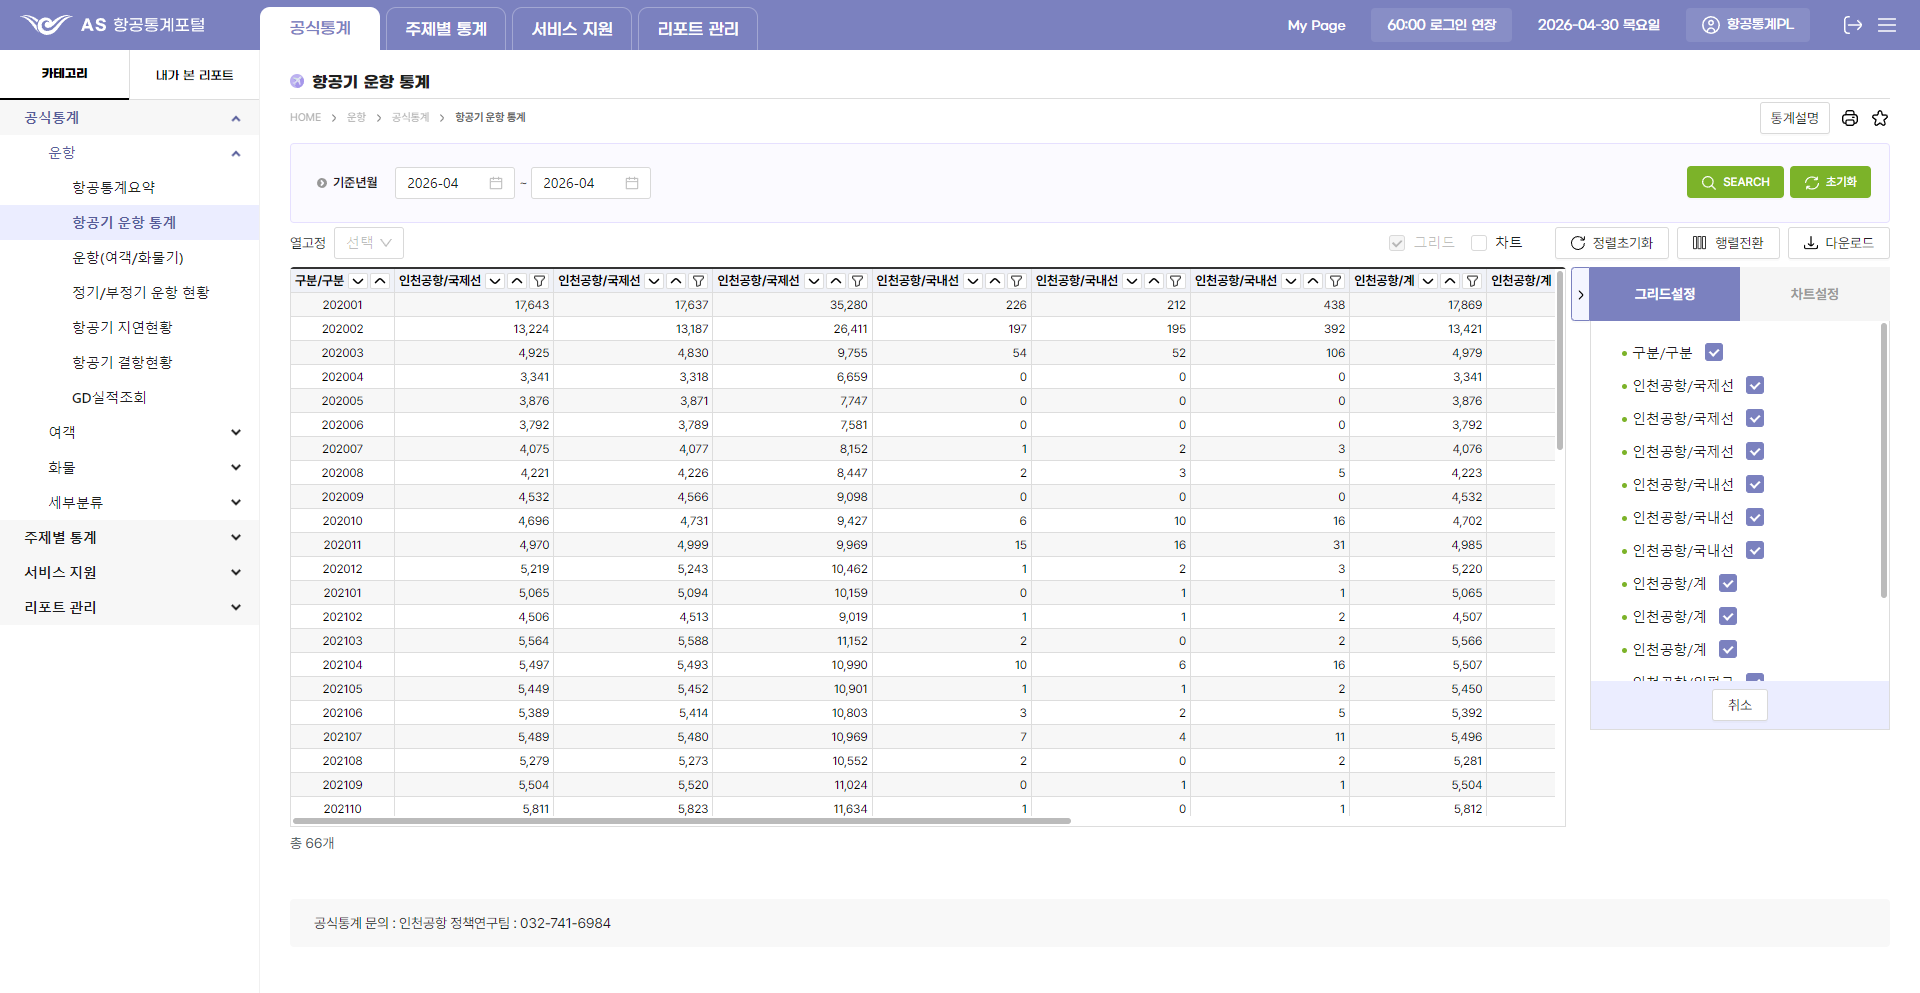 AS 항공통계포털
공식통계
주제별 통계
서비스 지원
리포트 관리
My Page
60:00 로그인 연장
2026-04-30 목요일
항공통계PL
카테고리
내가 본 리포트
공식통계
운항
항공통계요약
항공기 운항 통계
운항(여객/화물기)
정기/부정기 운항 현황
항공기 지연현황
항공기 결항현황
GD실적조회
여객
화물
세부분류
주제별 통계
서비스 지원
리포트 관리
항공기 운항 통계
HOME > 운항 > 공식통계 > 항공기 운항 통계
통계설명
기준년월 2026-04 ~ 2026-04
SEARCH
초기화
열고정 선택
그리드 차트
정렬초기화
행렬전환
다운로드
구분/구분 인천공항/국제선 인천공항/국제선 인천공항/국제선 인천공항/국내선 인천공항/국내선 인천공항/국내선 인천공항/계 인천공항/계
202001 17,643 17,637 35,280 226 212 438 17,869
202002 13,224 13,187 26,411 197 195 392 13,421
202003 4,925 4,830 9,755 54 52 106 4,979
202004 3,341 3,318 6,659 0 0 0 3,341
202005 3,876 3,871 7,747 0 0 0 3,876
202006 3,792 3,789 7,581 0 0 0 3,792
202007 4,075 4,077 8,152 1 2 3 4,076
202008 4,221 4,226 8,447 2 3 5 4,223
202009 4,532 4,566 9,098 0 0 0 4,532
202010 4,696 4,731 9,427 6 10 16 4,702
202011 4,970 4,999 9,969 15 16 31 4,985
202012 5,219 5,243 10,462 1 2 3 5,220
202101 5,065 5,094 10,159 0 1 1 5,065
202102 4,506 4,513 9,019 1 1 2 4,507
202103 5,564 5,588 11,152 2 0 2 5,566
202104 5,497 5,493 10,990 10 6 16 5,507
202105 5,449 5,452 10,901 1 1 2 5,450
202106 5,389 5,414 10,803 3 2 5 5,392
202107 5,489 5,480 10,969 7 4 11 5,496
202108 5,279 5,273 10,552 2 0 2 5,281
202109 5,504 5,520 11,024 0 1 1 5,504
202110 5,811 5,823 11,634 1 0 1 5,812
총 66개
그리드설정
차트설정
구분/구분
인천공항/국제선
인천공항/국제선
인천공항/국제선
인천공항/국내선
인천공항/국내선
인천공항/국내선
인천공항/계
인천공항/계
인천공항/계
취소
공식통계 문의 : 인천공항 정책연구팀 : 032-741-6984